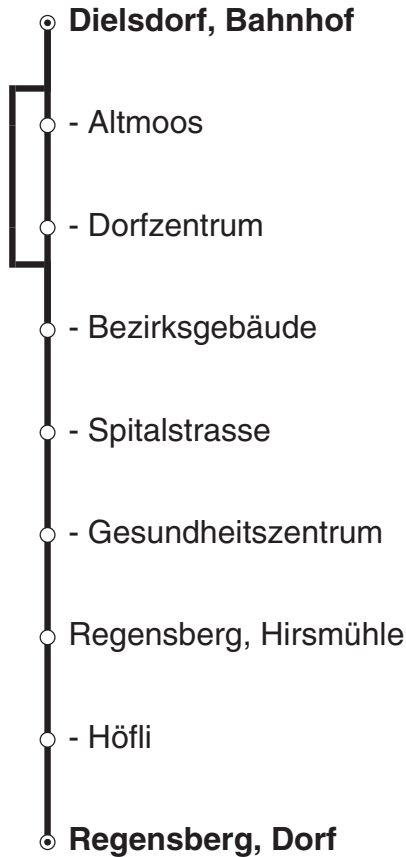 Dielsdorf, Bahnhof
- Altmoos
- Dorfzentrum
- Bezirksgebäude
- Spitalstrasse
- Gesundheitszentrum
Regensberg, Hirsmühle
- Höfli
Regensberg, Dorf